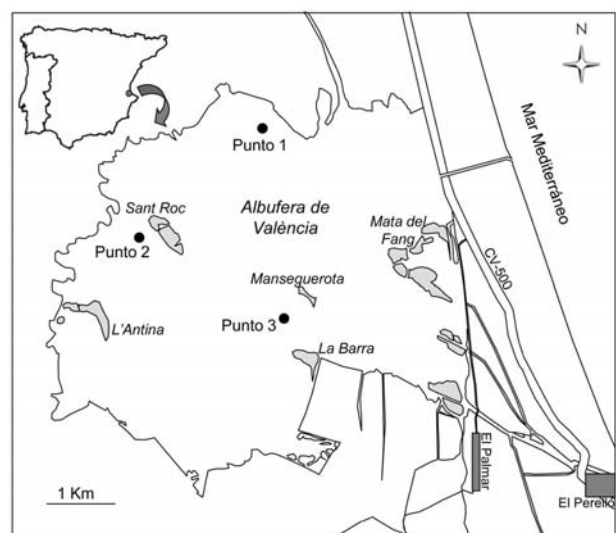 N
Punto 1
Mar Mediterráneo
Sant Roc
Albufera de
València
Mata del
Fang
Punto 2
CV-500
Manseguerota
Punto 3
L'Antina
La Barra
El Palmar
1 Km
El Perelló